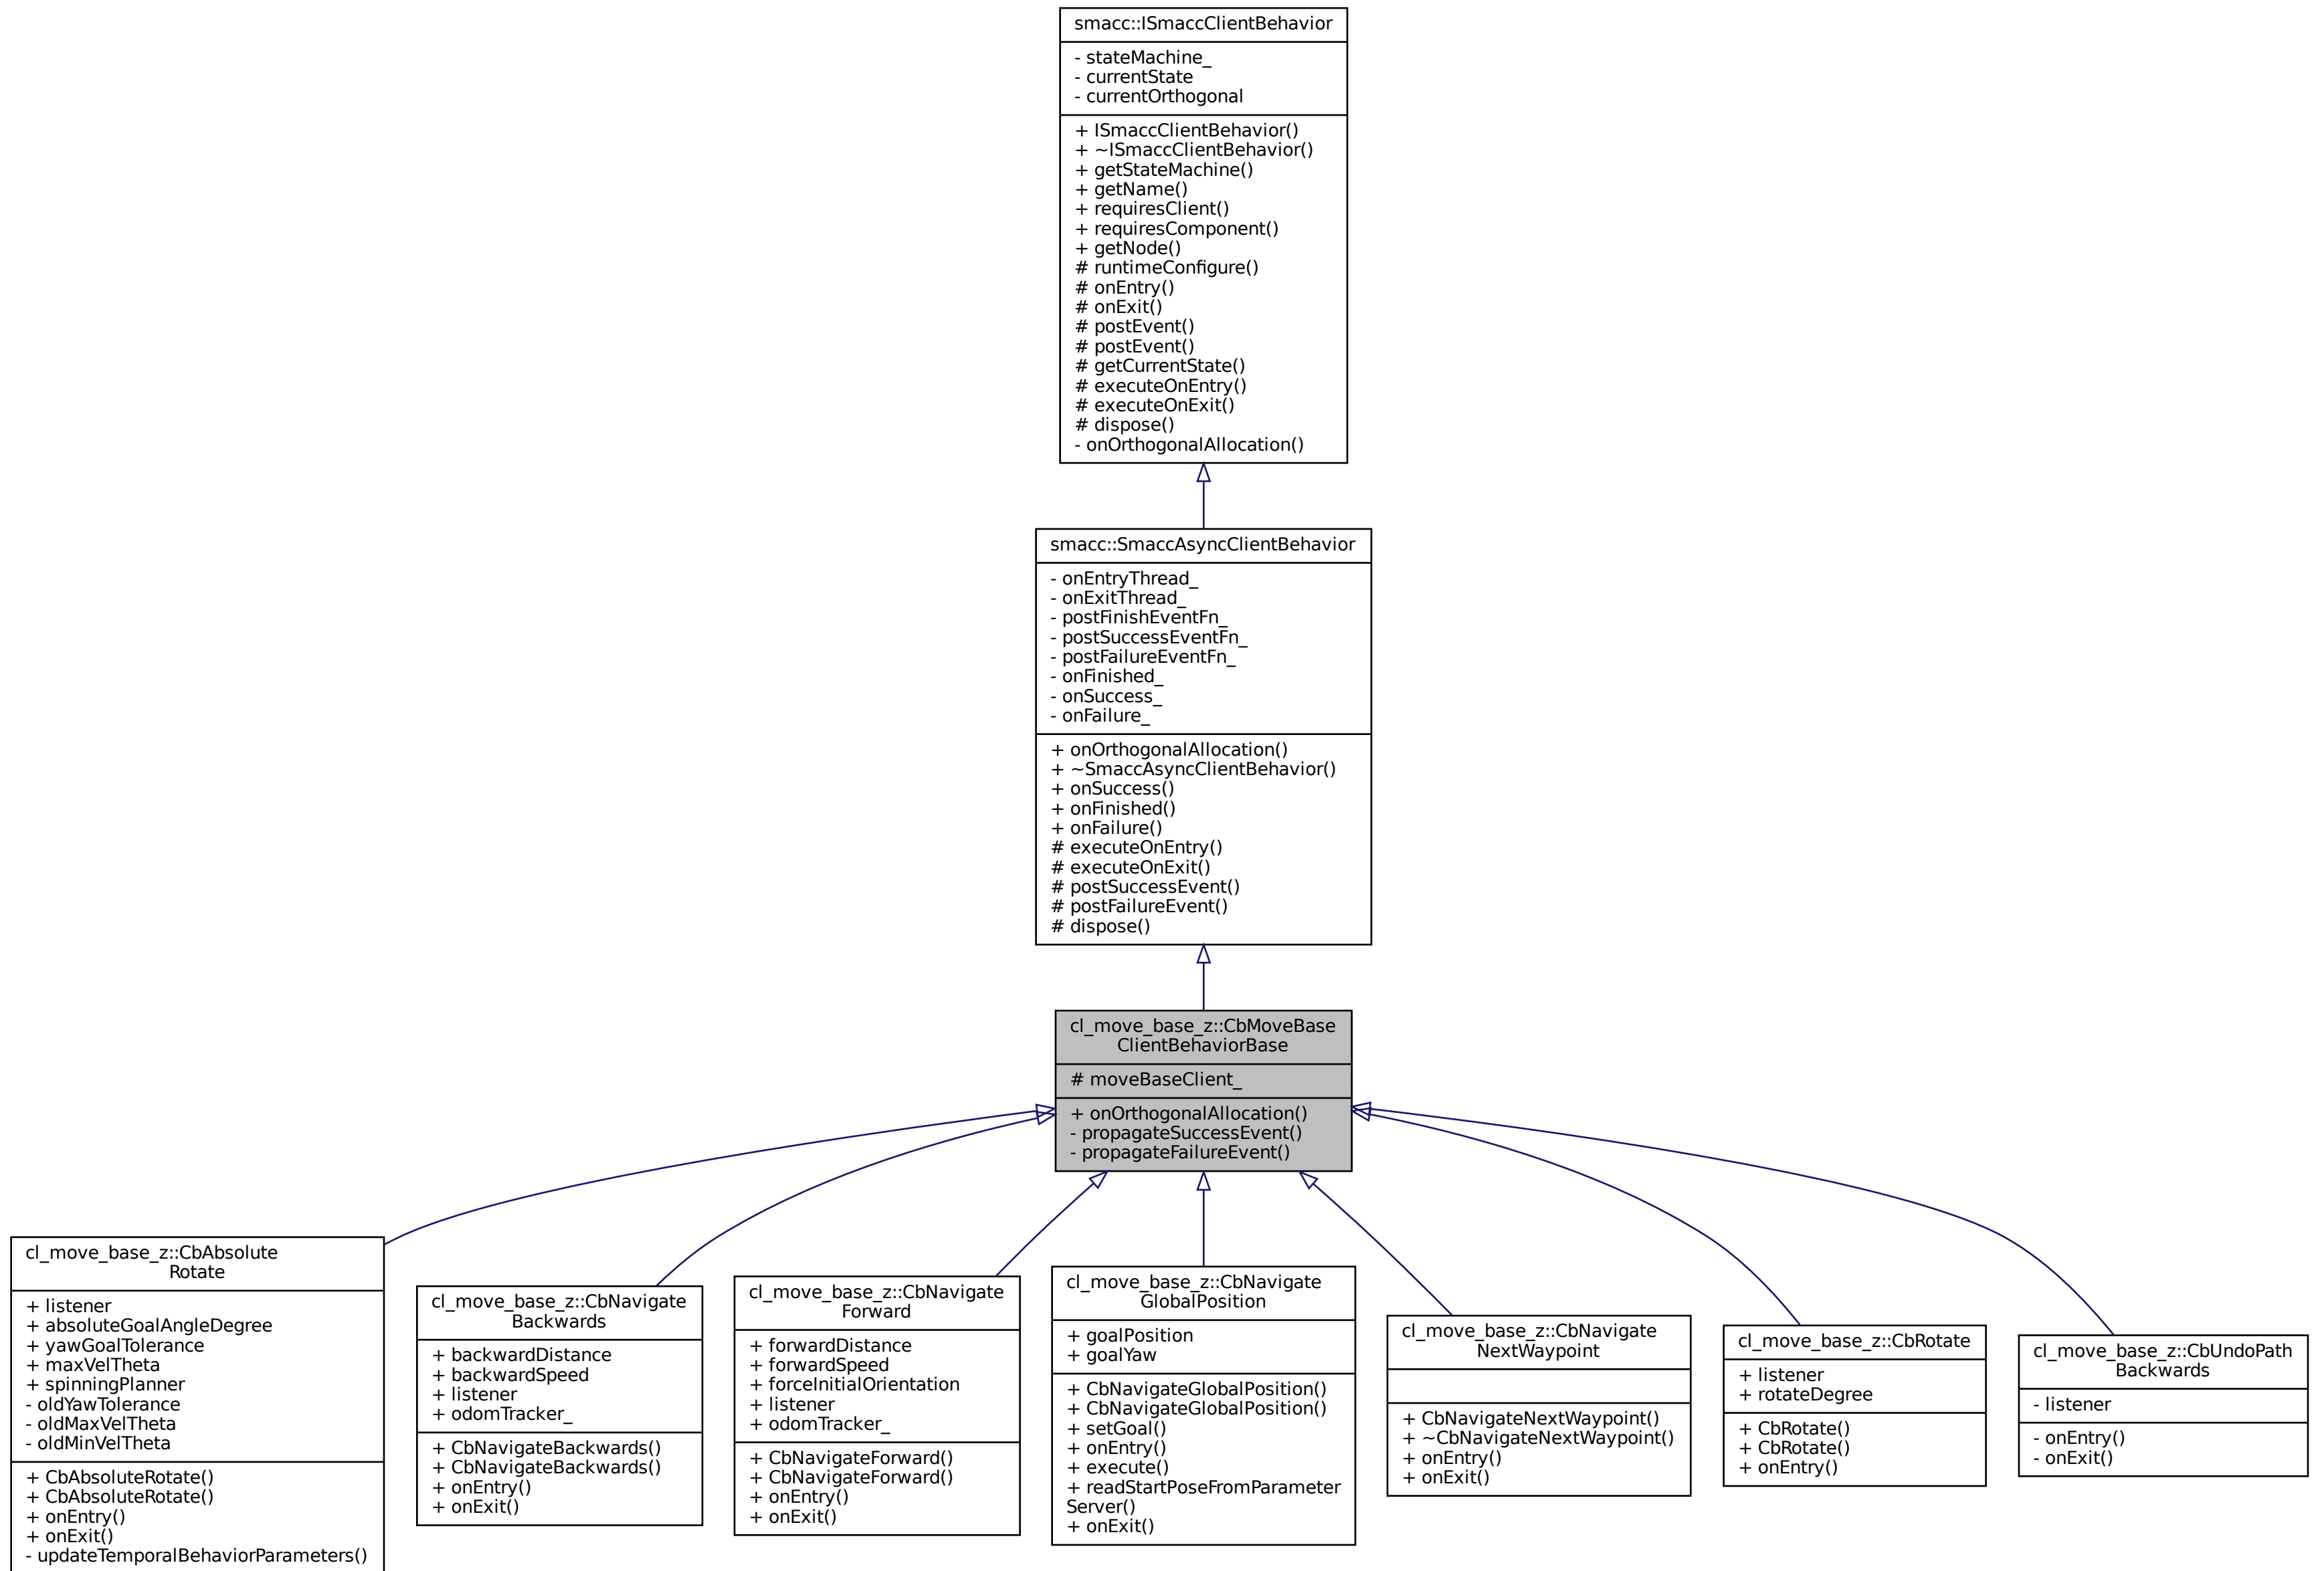 smacc::ISmaccClientBehavior
- stateMachine_
- currentState
- currentOrthogonal
+ ISmaccClientBehavior()
+ ~ISmaccClientBehavior()
+ getStateMachine()
+ getName()
+ requiresClient()
+ requiresComponent()
+ getNode()
# runtimeConfigure()
# onEntry()
# onExit()
# postEvent()
# postEvent()
# getCurrentState()
# executeOnEntry()
# executeOnExit()
# dispose()
- onOrthogonalAllocation()
smacc::SmaccAsyncClientBehavior
- onEntryThread_
- onExitThread_
- postFinishEventFn_
- postSuccessEventFn_
- postFailureEventFn_
- onFinished_
- onSuccess_
- onFailure_
+ onOrthogonalAllocation()
+ ~SmaccAsyncClientBehavior()
+ onSuccess()
+ onFinished()
+ onFailure()
# executeOnEntry()
# executeOnExit()
# postSuccessEvent()
# postFailureEvent()
# dispose()
cl_move_base_z::CbMoveBase
ClientBehaviorBase
# moveBaseClient_
+ onOrthogonalAllocation()
- propagateSuccessEvent()
- propagateFailureEvent()
cl_move_base_z::CbAbsolute
Rotate
+ listener
+ absoluteGoalAngleDegree
+ yawGoalTolerance
+ maxVelTheta
+ spinningPlanner
- oldYawTolerance
- oldMaxVelTheta
- oldMinVelTheta
+ CbAbsoluteRotate()
+ CbAbsoluteRotate()
+ onEntry()
+ onExit()
- updateTemporalBehaviorParameters()
cl_move_base_z::CbNavigate
Backwards
+ backwardDistance
+ backwardSpeed
+ listener
+ odomTracker_
+ CbNavigateBackwards()
+ CbNavigateBackwards()
+ onEntry()
+ onExit()
cl_move_base_z::CbNavigate
Forward
+ forwardDistance
+ forwardSpeed
+ forceInitialOrientation
+ listener
+ odomTracker_
+ CbNavigateForward()
+ CbNavigateForward()
+ onEntry()
+ onExit()
cl_move_base_z::CbNavigate
GlobalPosition
+ goalPosition
+ goalYaw
+ CbNavigateGlobalPosition()
+ CbNavigateGlobalPosition()
+ setGoal()
+ onEntry()
+ execute()
+ readStartPoseFromParameter
Server()
+ onExit()
cl_move_base_z::CbNavigate
NextWaypoint
+ CbNavigateNextWaypoint()
+ ~CbNavigateNextWaypoint()
+ onEntry()
+ onExit()
cl_move_base_z::CbRotate
+ listener
+ rotateDegree
+ CbRotate()
+ CbRotate()
+ onEntry()
cl_move_base_z::CbUndoPath
Backwards
- listener
- onEntry()
- onExit()